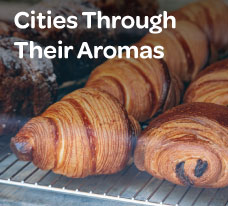 Cities Through
Their Aromas